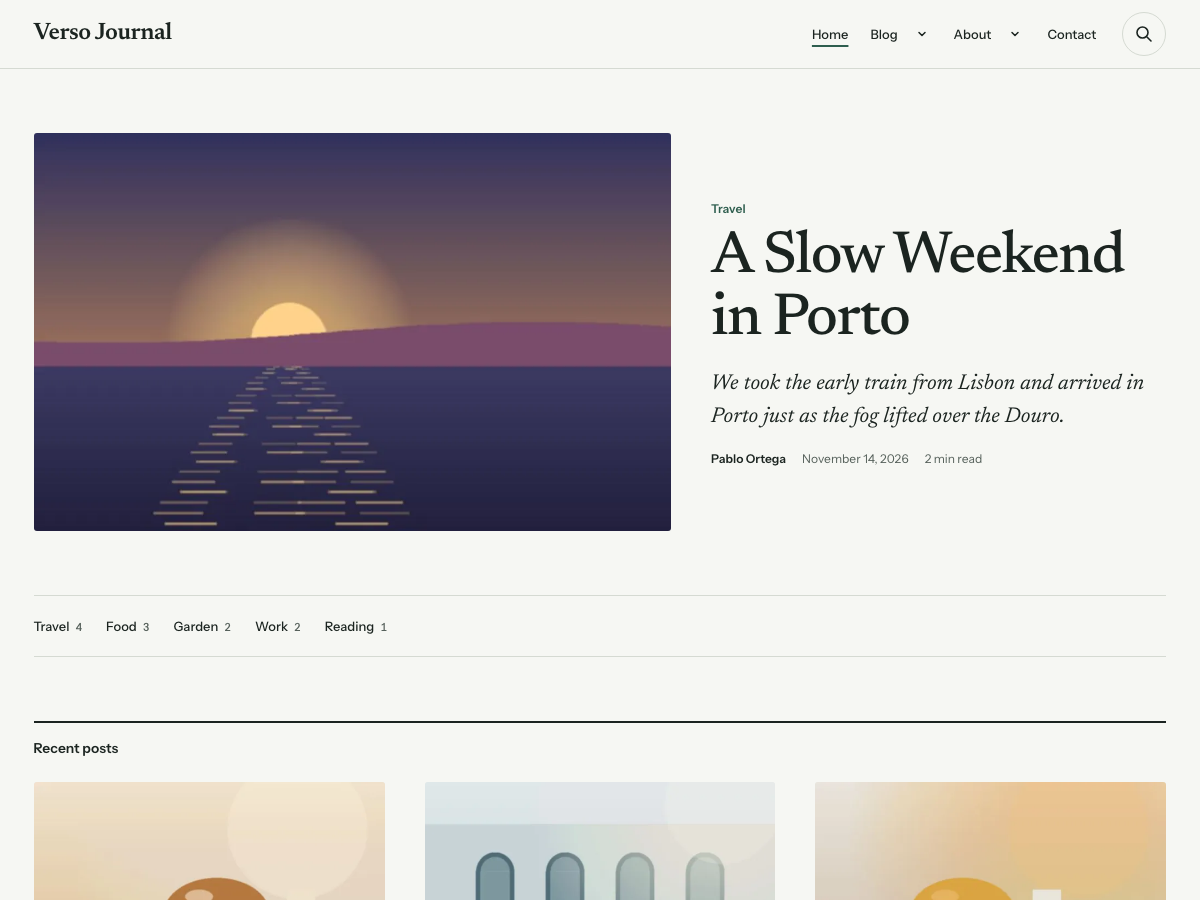 Verso Journal
Home Blog About Contact
Travel
A Slow Weekend
in Porto
We took the early train from Lisbon and arrived in
Porto just as the fog lifted over the Douro.
Pablo Ortega November 14, 2026 2 min read
Travel 4 Food 3 Garden 2 Work 2 Reading 1
Recent posts